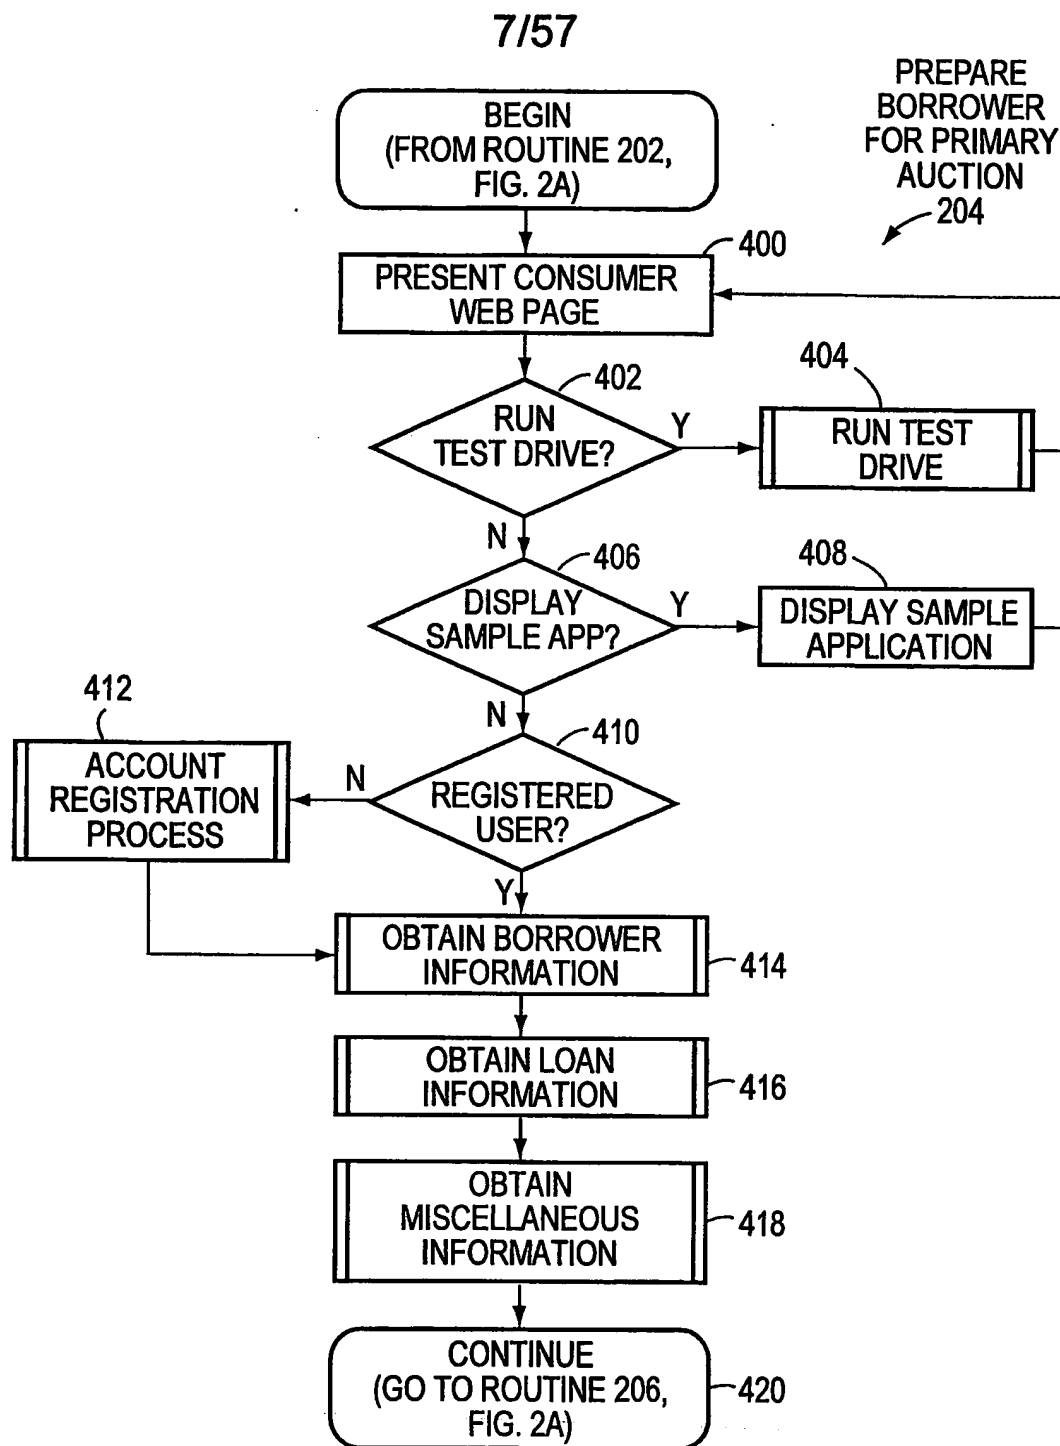 7/57
PREPARE
BORROWER
FOR PRIMARY
AUCTION
204
BEGIN
(FROM ROUTINE 202,
FIG. 2A)
400
PRESENT CONSUMER
WEB PAGE
402
RUN
TEST DRIVE?
Y
404
RUN TEST
DRIVE
N
406
DISPLAY
SAMPLE APP?
Y
408
DISPLAY SAMPLE
APPLICATION
N
410
REGISTERED
USER?
N
412
ACCOUNT
REGISTRATION
PROCESS
Y
OBTAIN BORROWER
INFORMATION
414
OBTAIN LOAN
INFORMATION
416
OBTAIN
MISCELLANEOUS
INFORMATION
418
CONTINUE
(GO TO ROUTINE 206,
FIG. 2A)
420